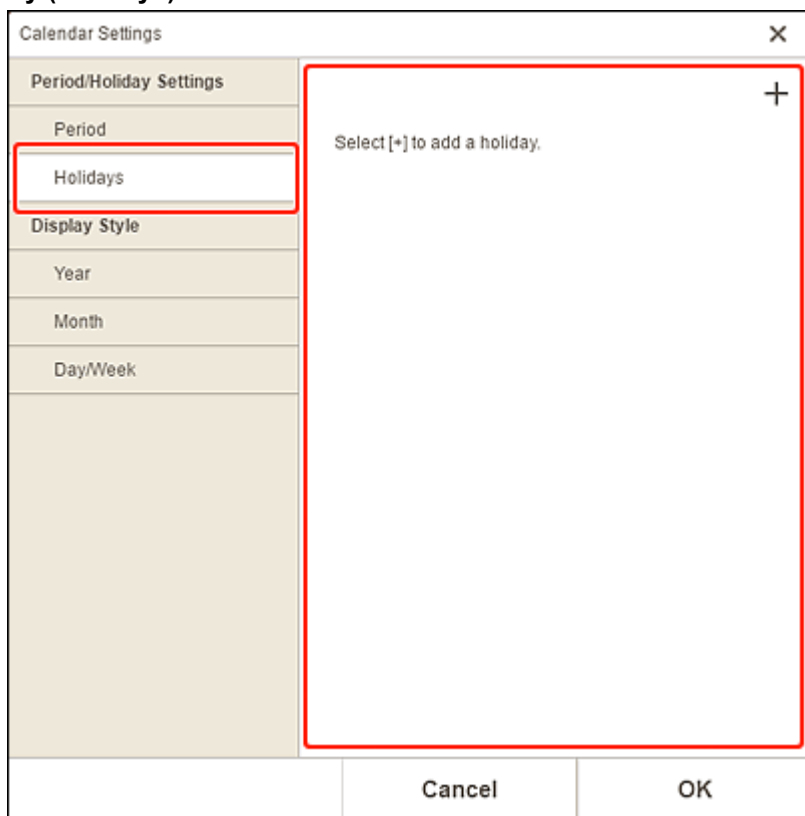 Calendar Settings
Period/Holiday Settings
Period
Holidays
Display Style
Year
Month
Day/Week
Select [+] to add a holiday.
Cancel
OK